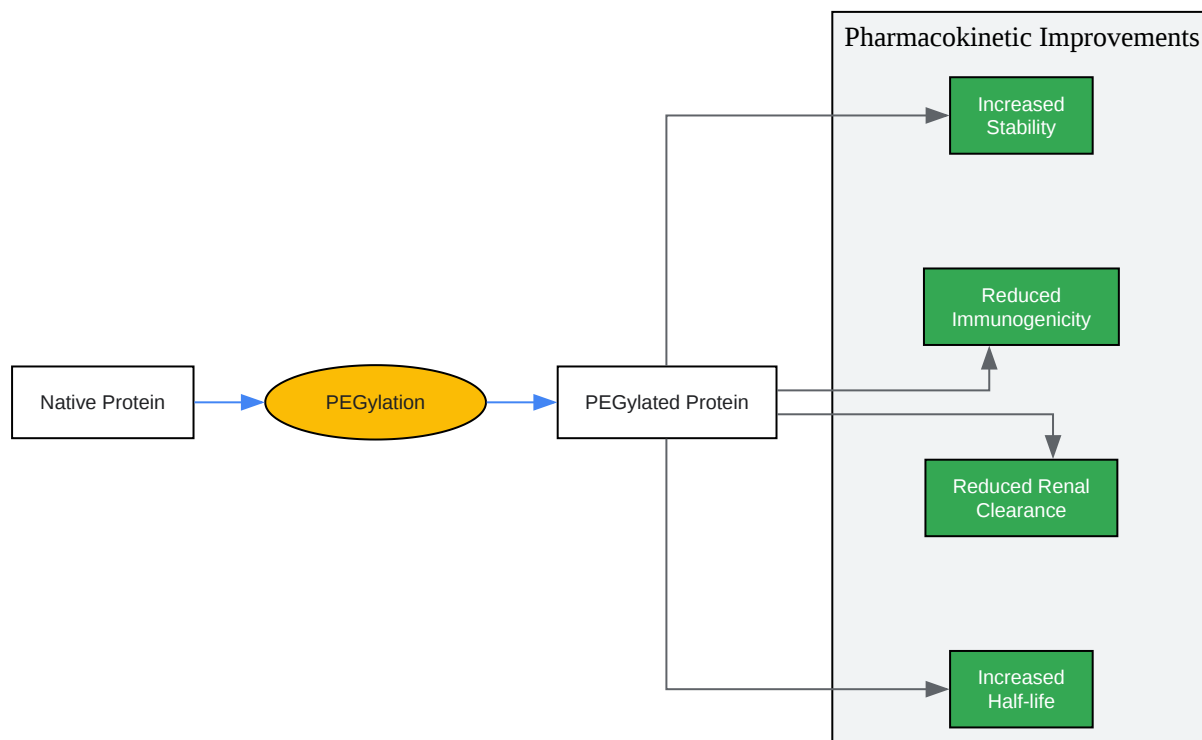 Pharmacokinetic Improvements
Increased
Stability
Reduced
Immunogenicity
Native Protein
PEGylation
PEGylated Protein
Reduced Renal
Clearance
Increased
Half-life